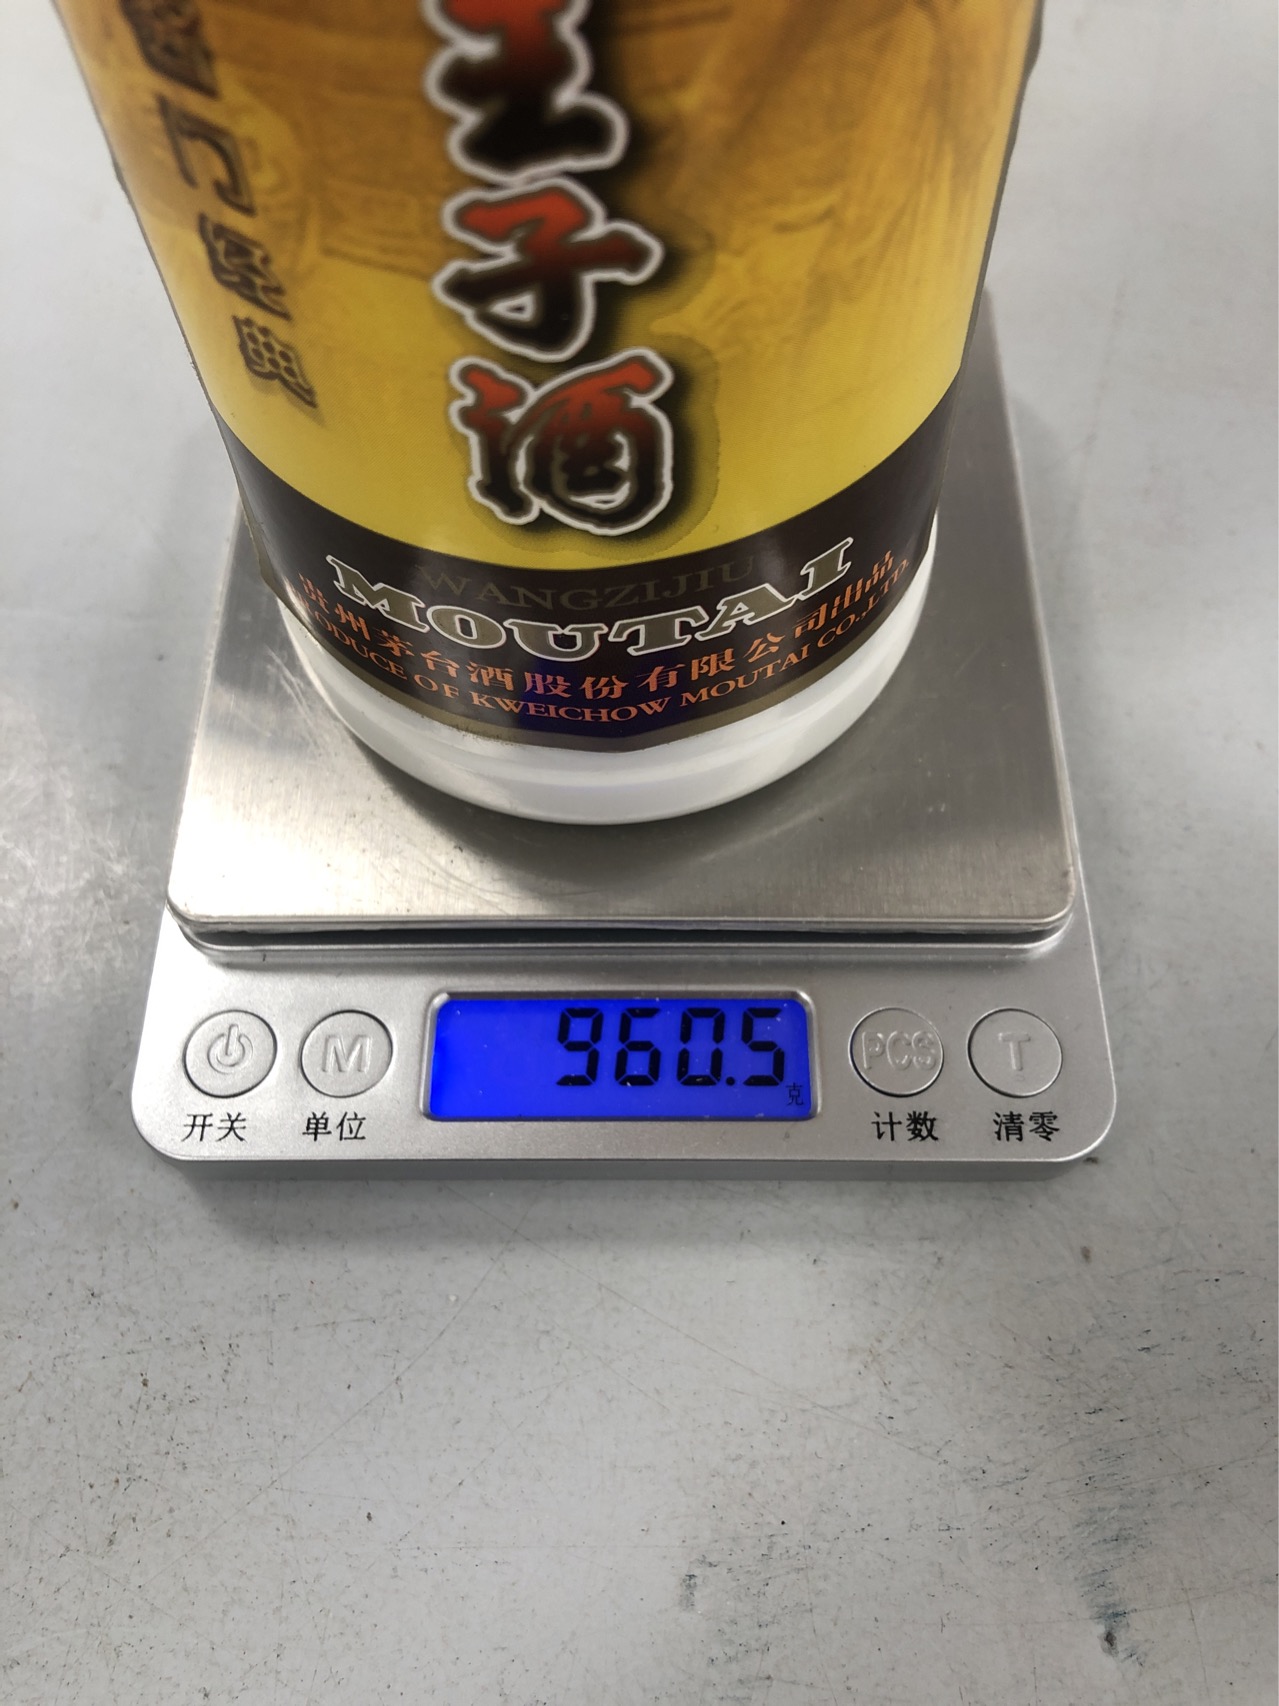 王子酒
门经典
WANGZIJIU
MOUTAI
贵州茅台酒股份有限公司出品
PRODUCE OF KWEICHOW MOUTAI CO.,LTD.
960.5
克
M
PCS
T
开关
单位
计数
清零